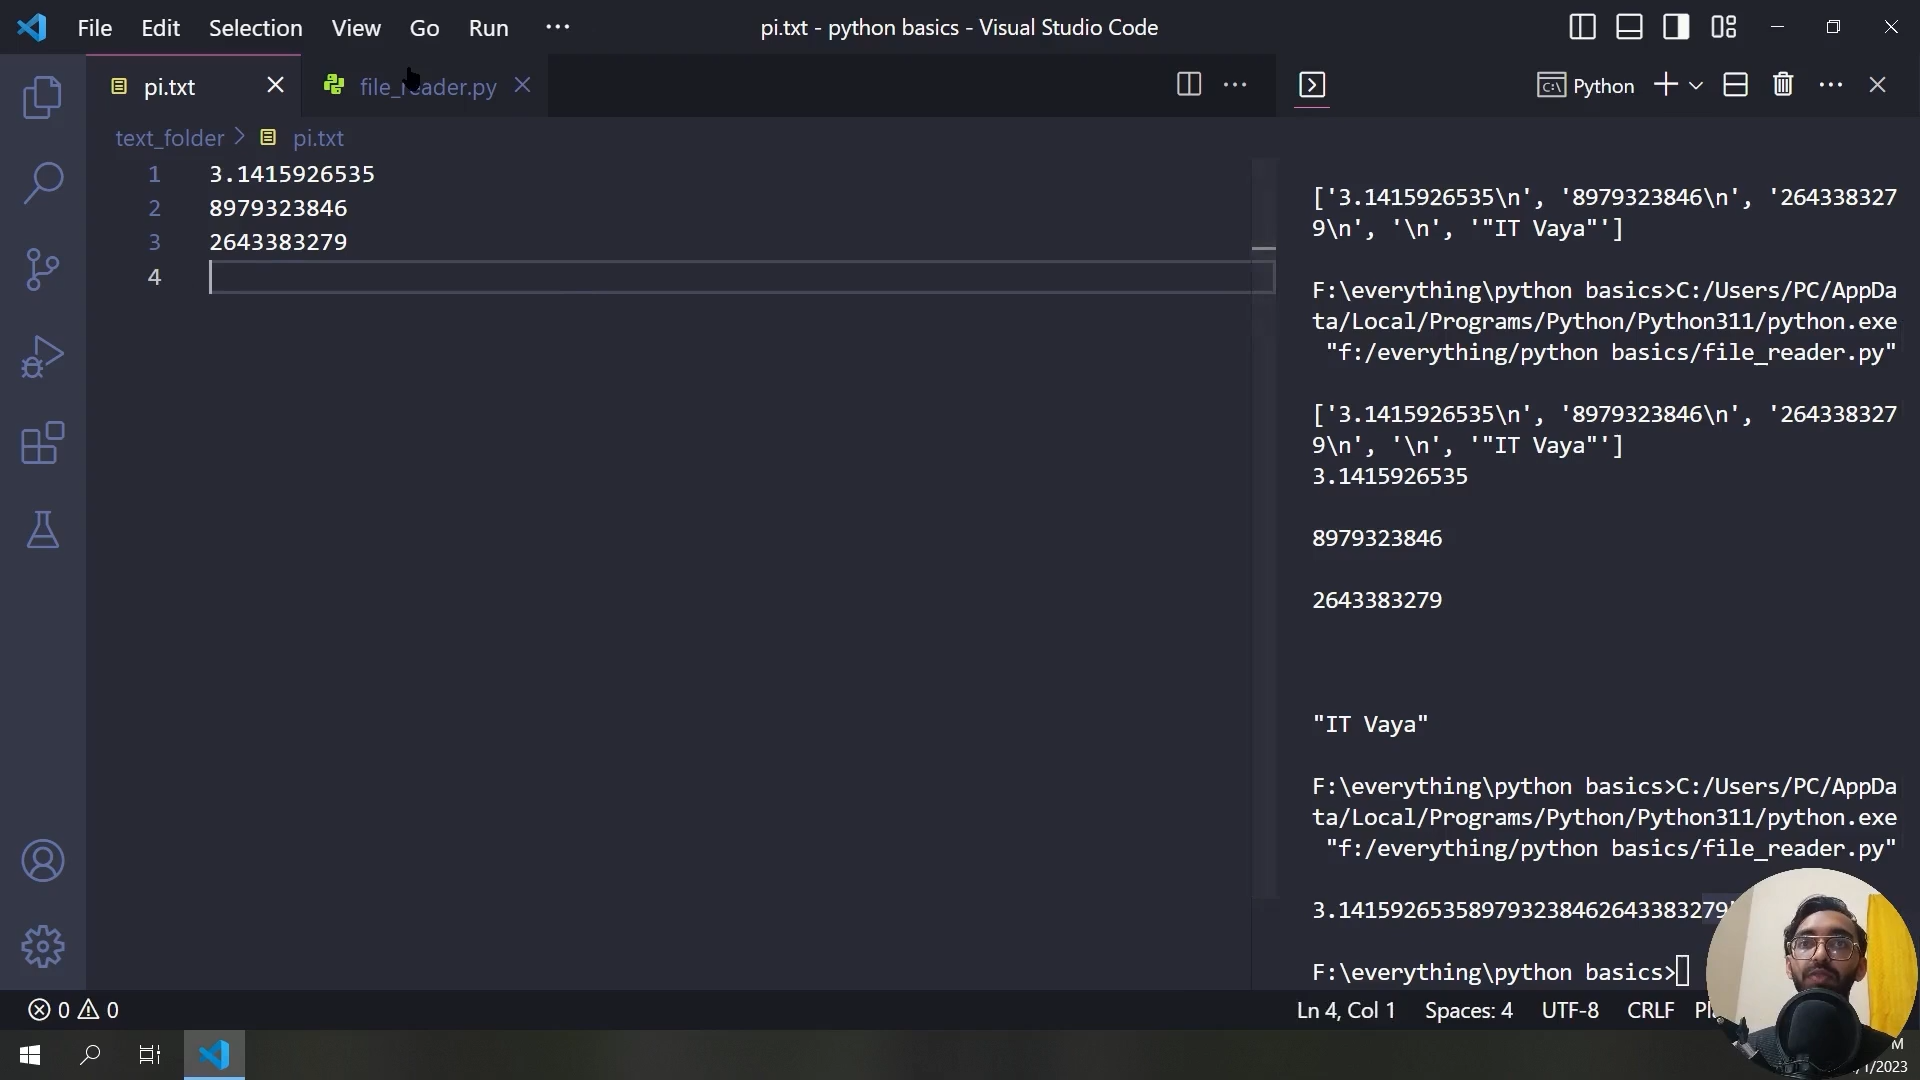 File Edit Selection View Go Run ···
pi.txt - python basics - Visual Studio Code
pi.txt
file_reader.py
Python
text_folder > pi.txt
1 3.1415926535
2 8979323846
3 2643383279
4
['3.1415926535\n', '8979323846\n', '264338327
9\n', '\n', '"IT Vaya"']
F:\everything\python basics>C:/Users/PC/AppDa
ta/Local/Programs/Python/Python311/python.exe
"f:/everything/python basics/file_reader.py"
['3.1415926535\n', '8979323846\n', '264338327
9\n', '\n', '"IT Vaya"']
3.1415926535
8979323846
2643383279
"IT Vaya"
F:\everything\python basics>C:/Users/PC/AppDa
ta/Local/Programs/Python/Python311/python.exe
"f:/everything/python basics/file_reader.py"
3.141592653589793238462643383279
F:\everything\python basics>
0 0
Ln 4, Col 1 Spaces: 4 UTF-8 CRLF